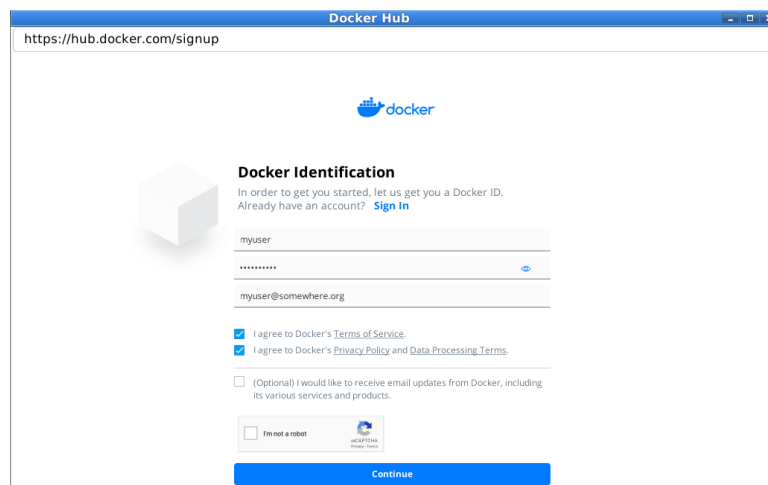 Docker Hub
https://hub.docker.com/signup
docker
Docker Identification
In order to get you started, let us get you a Docker ID.
Already have an account? Sign In
myuser
••••••••••
myuser@somewhere.org
I agree to Docker's Terms of Service.
I agree to Docker's Privacy Policy and Data Processing Terms.
(Optional) I would like to receive email updates from Docker, including
its various services and products.
I'm not a robot
reCAPTCHA
Privacy - Terms
Continue